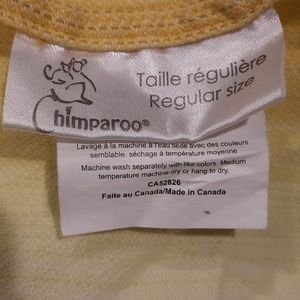 Taille régulière
Regular size
Chimparoo®
Lavage à la machine à l'eau tiède avec des couleurs
semblable. séchage à température moyenne
Machine wash separately with like colors. Medium
temperature machine dry or hang to dry.
CA52826
Faite au Canada/Made in Canada